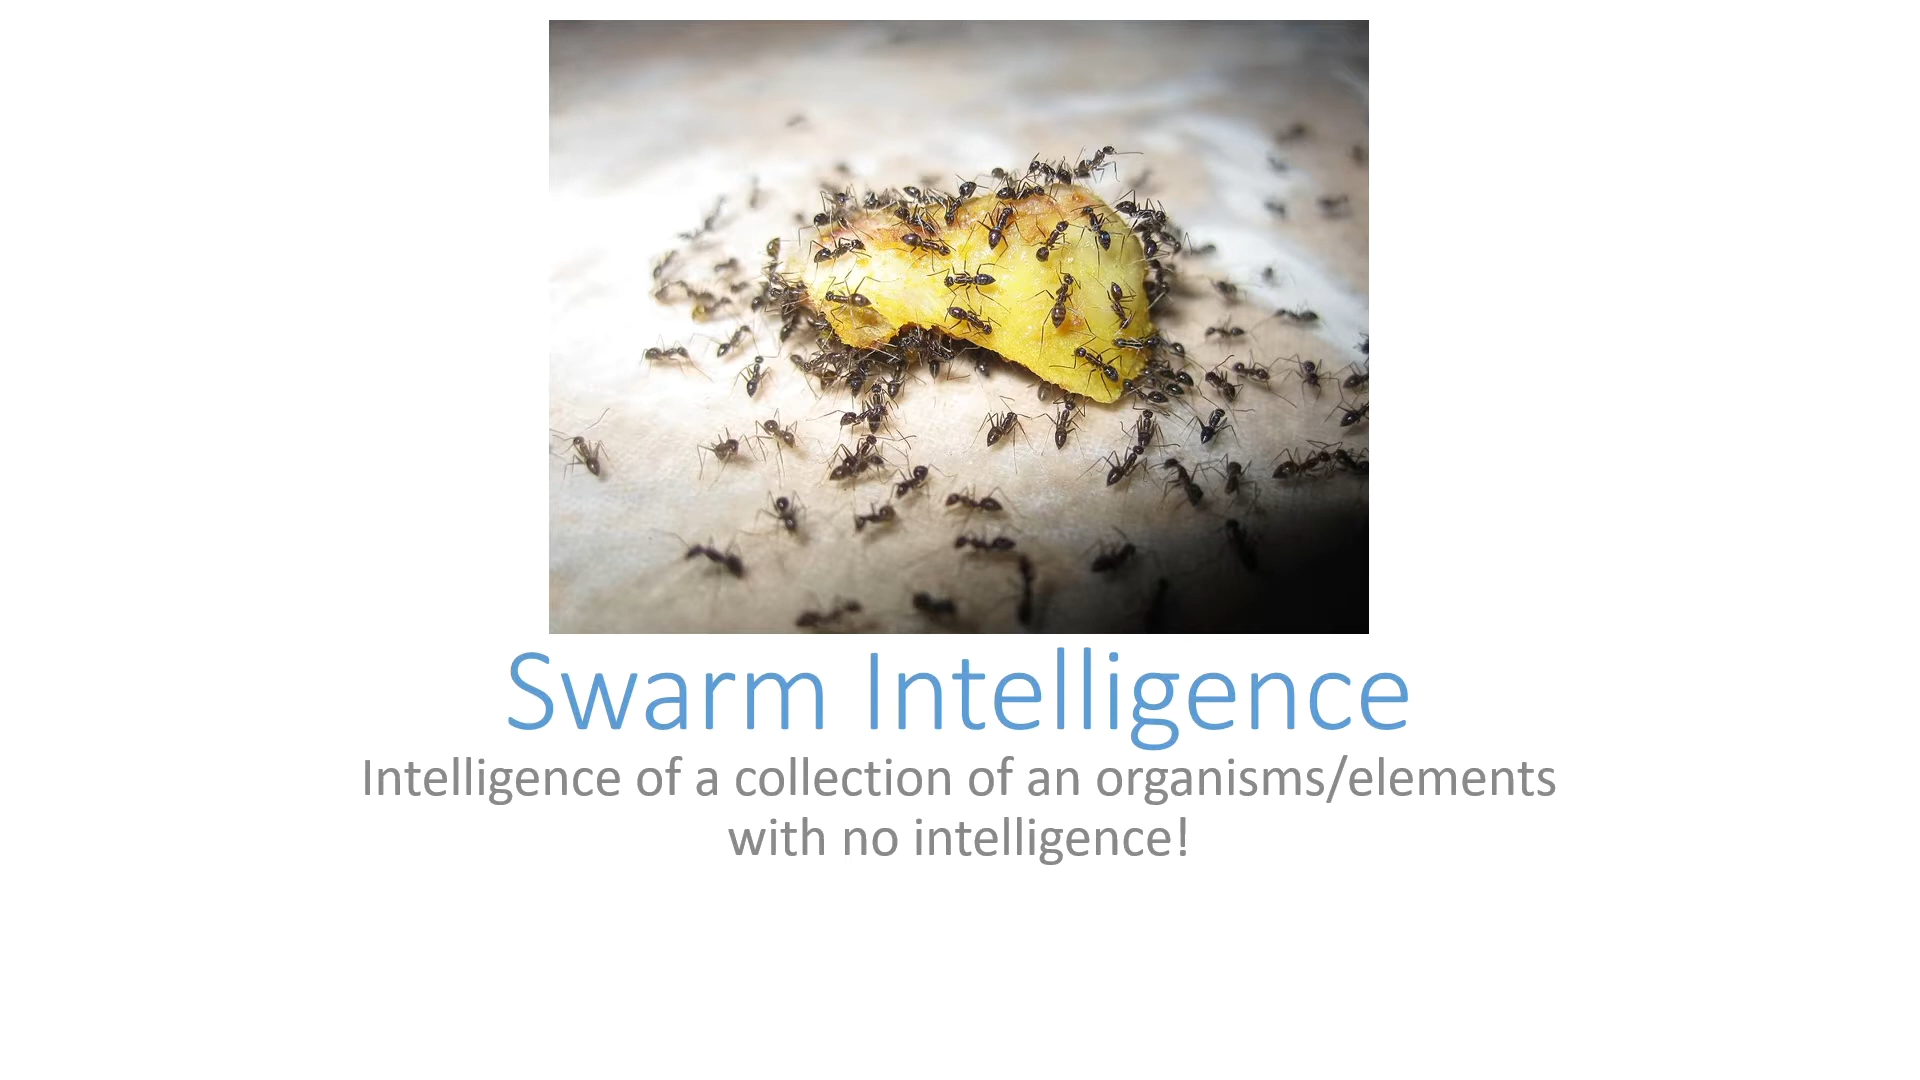 Swarm Intelligence
Intelligence of a collection of an organisms/elements
with no intelligence!